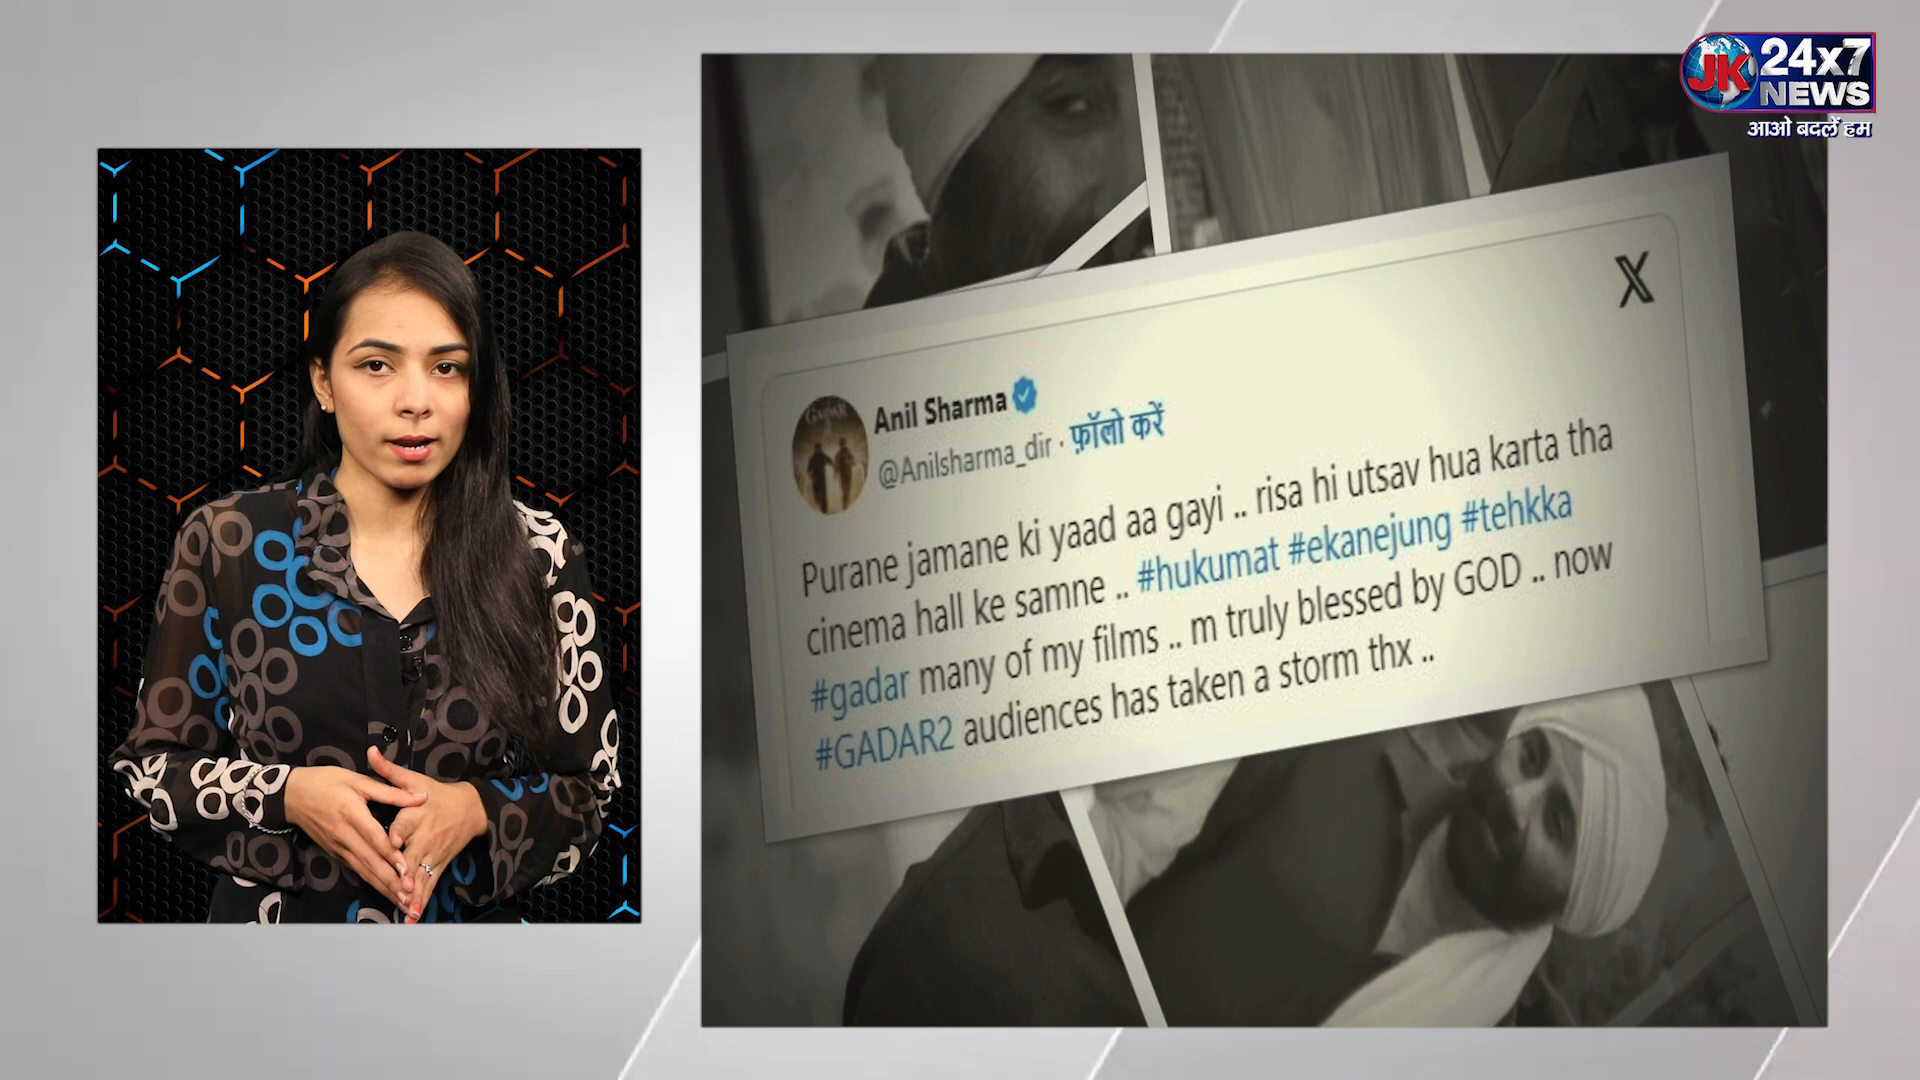 JK 24x7
NEWS
आओ बदलें हम
X
Anil Sharma
@Anilsharma_dir · फ़ॉलो करें
Purane jamane ki yaad aa gayi .. risa hi utsav hua karta tha
cinema hall ke samne .. #hukumat #ekanejung #tehkka
#gadar many of my films .. m truly blessed by GOD .. now
#GADAR2 audiences has taken a storm thx ..
GADAR